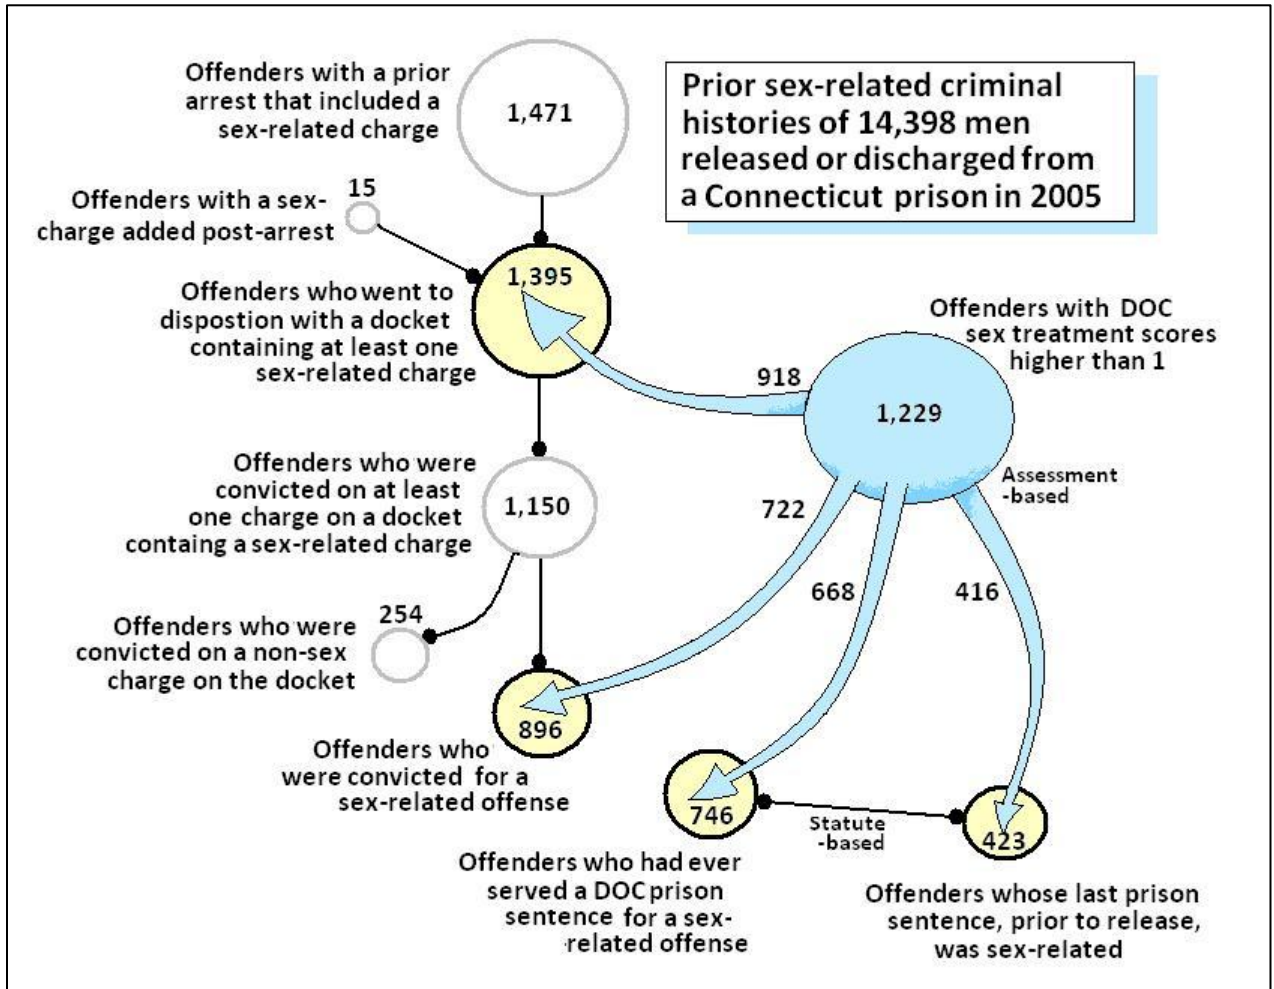 Offenders with a prior
arrest that included a
sex-related charge
1,471
Prior sex-related criminal
histories of 14,398 men
released or discharged from
a Connecticut prison in 2005
15
Offenders with a sex-
charge added post-arrest
1,395
Offenders who went to
dispostion with a docket
containing at least one
sex-related charge
Offenders with DOC
sex treatment scores
higher than 1
918
1,229
Assessment
-based
Offenders who were
convicted on at least
one charge on a docket
containg a sex-related charge
1,150
722
668
416
254
Offenders who were
convicted on a non-sex
charge on the docket
896
Offenders who
were convicted for a
sex-related offense
746
Statute
-based
423
Offenders who had ever
served a DOC prison
sentence for a sex-
related offense
Offenders whose last prison
sentence, prior to release,
was sex-related